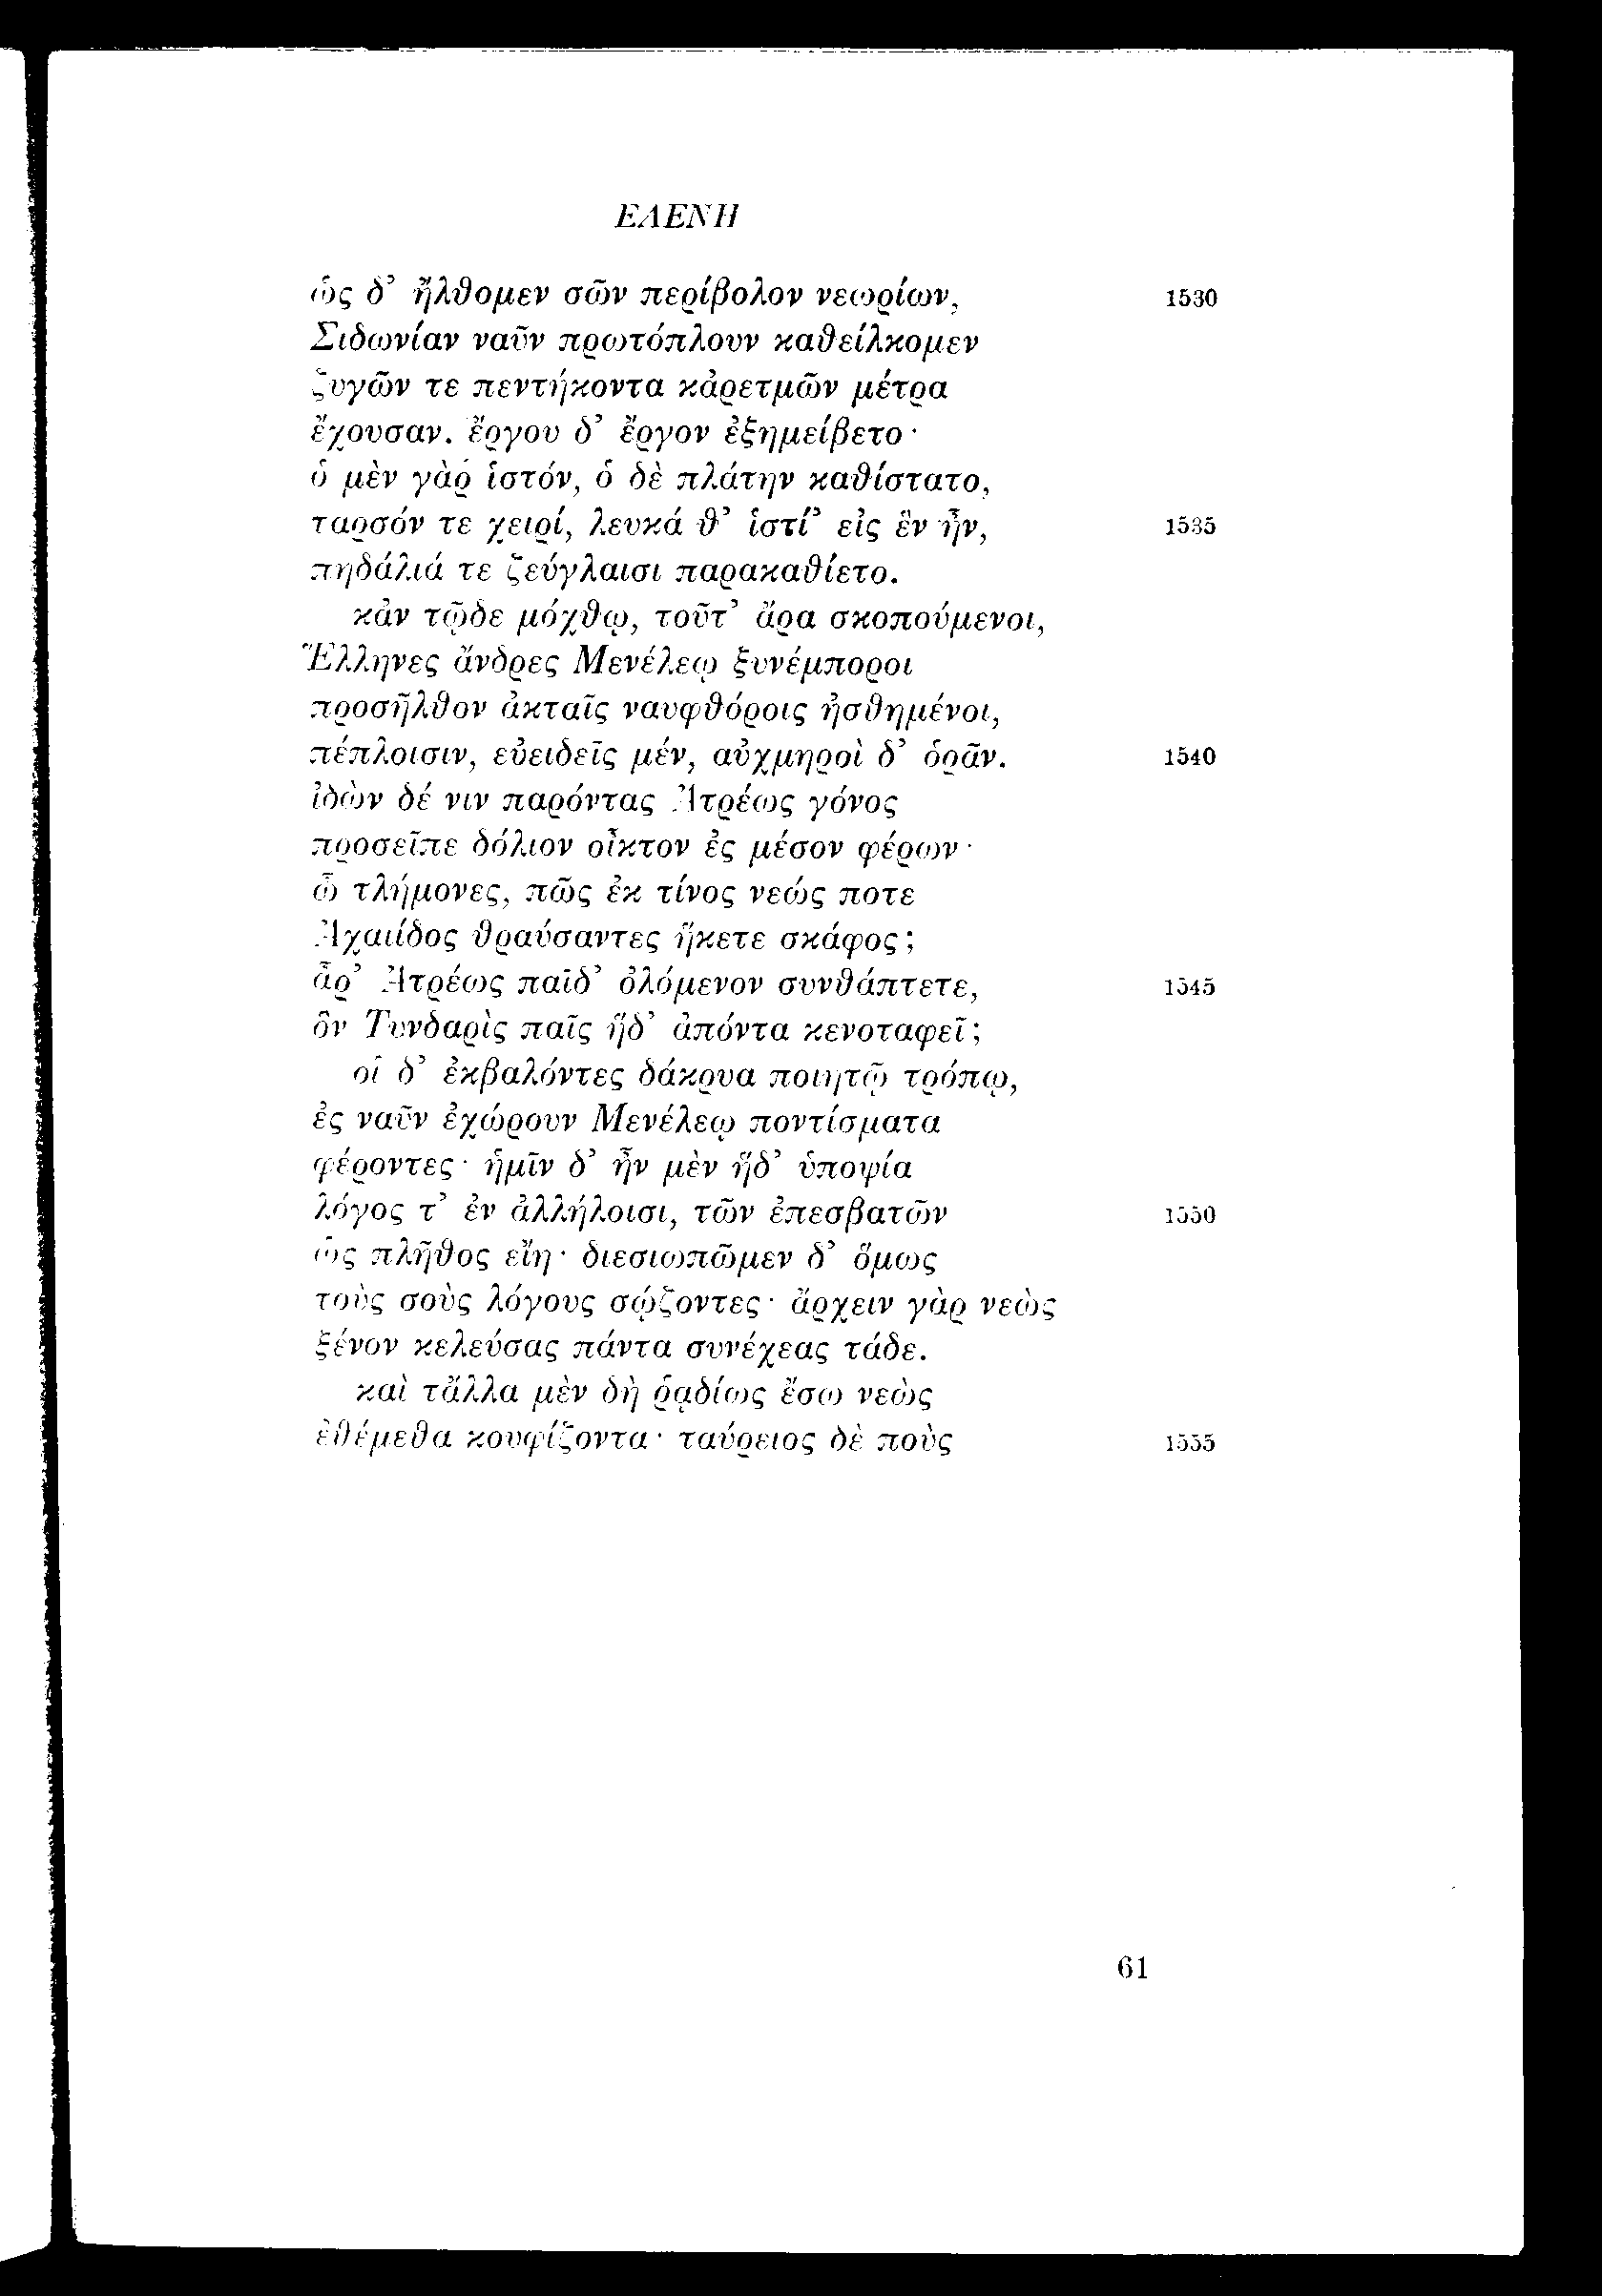 ΕΛΕΝΗ
ὡς δ’ ἤλθομεν σῶν περίβολον νεωρίων, 1530
Σιδωνίαν ναῦν πρωτόπλουν καθείλκομεν
ζυγῶν τε πεντήκοντα κἀρετμῶν μέτρα
ἔχουσαν. ἔργου δ’ ἔργον ἐξημείβετο·
ὁ μὲν γὰρ ἱστόν, ὁ δὲ πλάτην καθίστατο,
ταρσόν τε χειρί, λευκά θ’ ἱστί’ εἰς ἓν ἦν, 1535
πηδάλιά τε ζεύγλαισι παρακαθίετο.
κἀν τῷδε μόχθῳ, τοῦτ’ ἄρα σκοπούμενοι,
Ἕλληνες ἄνδρες Μενέλεῳ ξυνέμποροι
προσῆλθον ἀκταῖς ναυφθόροις ἠσθημένοι,
πέπλοισιν, εὐειδεῖς μέν, αὐχμηροὶ δ’ ὁρᾶν. 1540
ἰδὼν δέ νιν παρόντας Ἀτρέως γόνος
προσεῖπε δόλιον οἶκτον ἐς μέσον φέρων·
ὦ τλήμονες, πῶς ἐκ τίνος νεώς ποτε
Ἀχαιίδος θραύσαντες ἥκετε σκάφος;
ἆρ’ Ἀτρέως παῖδ’ ὀλόμενον συνθάπτετε, 1545
ὃν Τυνδαρὶς παῖς ἥδ’ ἀπόντα κενοταφεῖ;
οἳ δ’ ἐκβαλόντες δάκρυα ποιητῷ τρόπῳ,
ἐς ναῦν ἐχώρουν Μενέλεῳ ποντίσματα
φέροντες· ἡμῖν δ’ ἦν μὲν ἥδ’ ὑποψία
λόγος τ’ ἐν ἀλλήλοισι, τῶν ἐπεσβατῶν 1550
ὡς πλῆθος εἴη· διεσιωπῶμεν δ’ ὅμως
τοὺς σοὺς λόγους σῴζοντες· ἄρχειν γὰρ νεὼς
ξένον κελεύσας πάντα συνέχεας τάδε.
καὶ τἄλλα μὲν δὴ ῥᾳδίως ἔσω νεὼς
ἐθέμεθα κουφίζοντα· ταύρειος δὲ ποὺς 1555
61